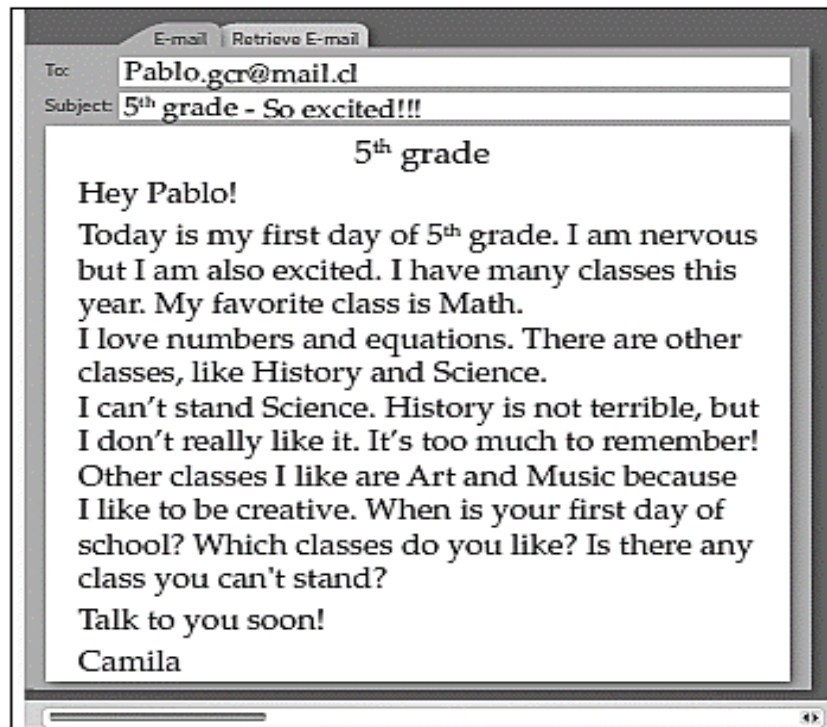 E-mail Retrieve E-mail
To: Pablo.gcr@mail.cl
Subject: 5th grade - So excited!!!
5th grade
Hey Pablo!
Today is my first day of 5th grade. I am nervous
but I am also excited. I have many classes this
year. My favorite class is Math.
I love numbers and equations. There are other
classes, like History and Science.
I can't stand Science. History is not terrible, but
I don't really like it. It's too much to remember!
Other classes I like are Art and Music because
I like to be creative. When is your first day of
school? Which classes do you like? Is there any
class you can't stand?
Talk to you soon!
Camila